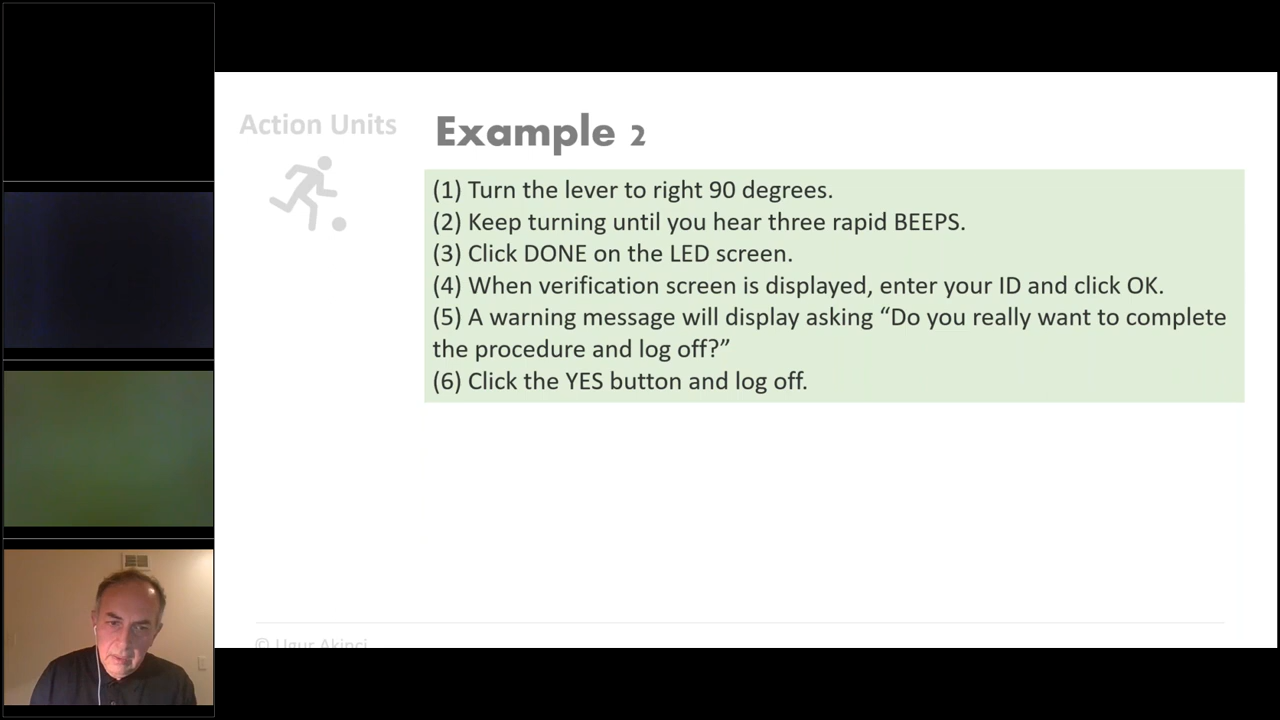 Action Units
Example 2
(1) Turn the lever to right 90 degrees.
(2) Keep turning until you hear three rapid BEEPS.
(3) Click DONE on the LED screen.
(4) When verification screen is displayed, enter your ID and click OK.
(5) A warning message will display asking “Do you really want to complete
the procedure and log off?”
(6) Click the YES button and log off.
© Ugur Akinci